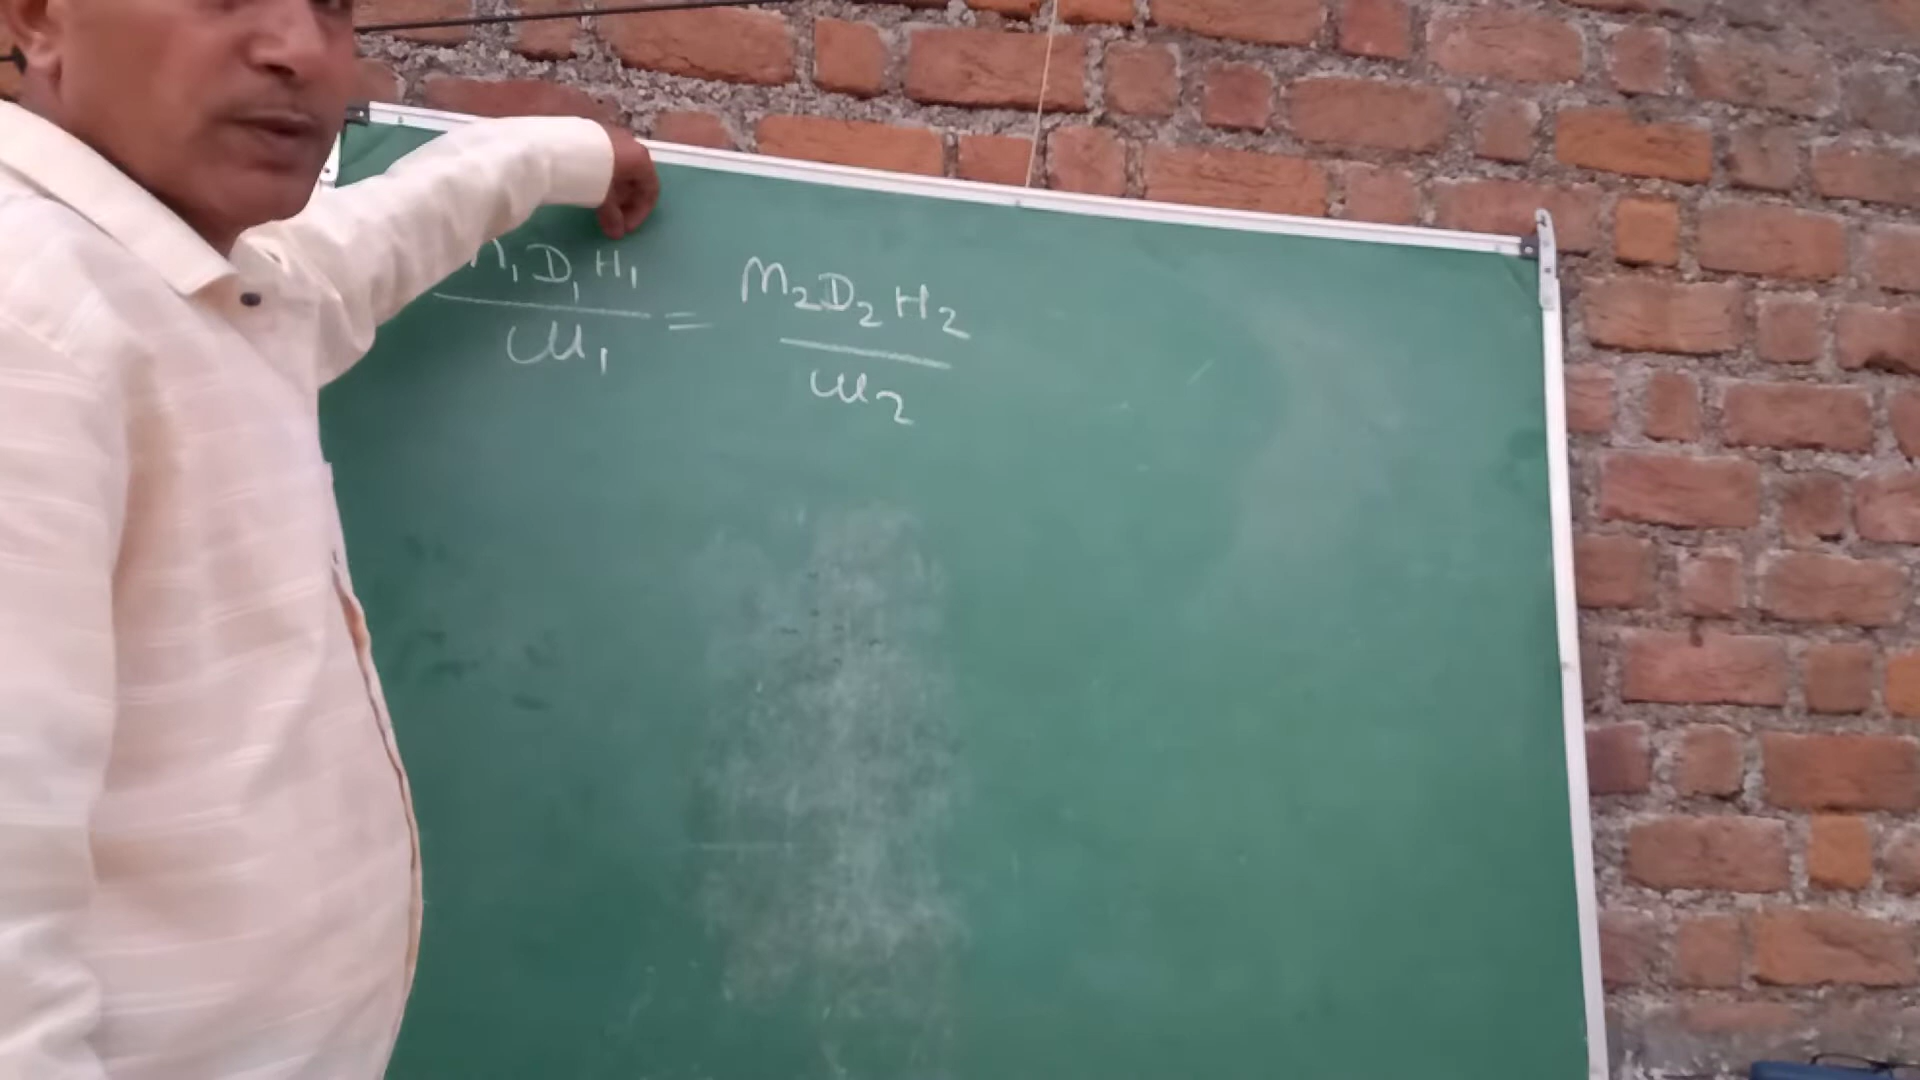 M₁D₁H₁ / W₁ = M₂D₂H₂ / W₂